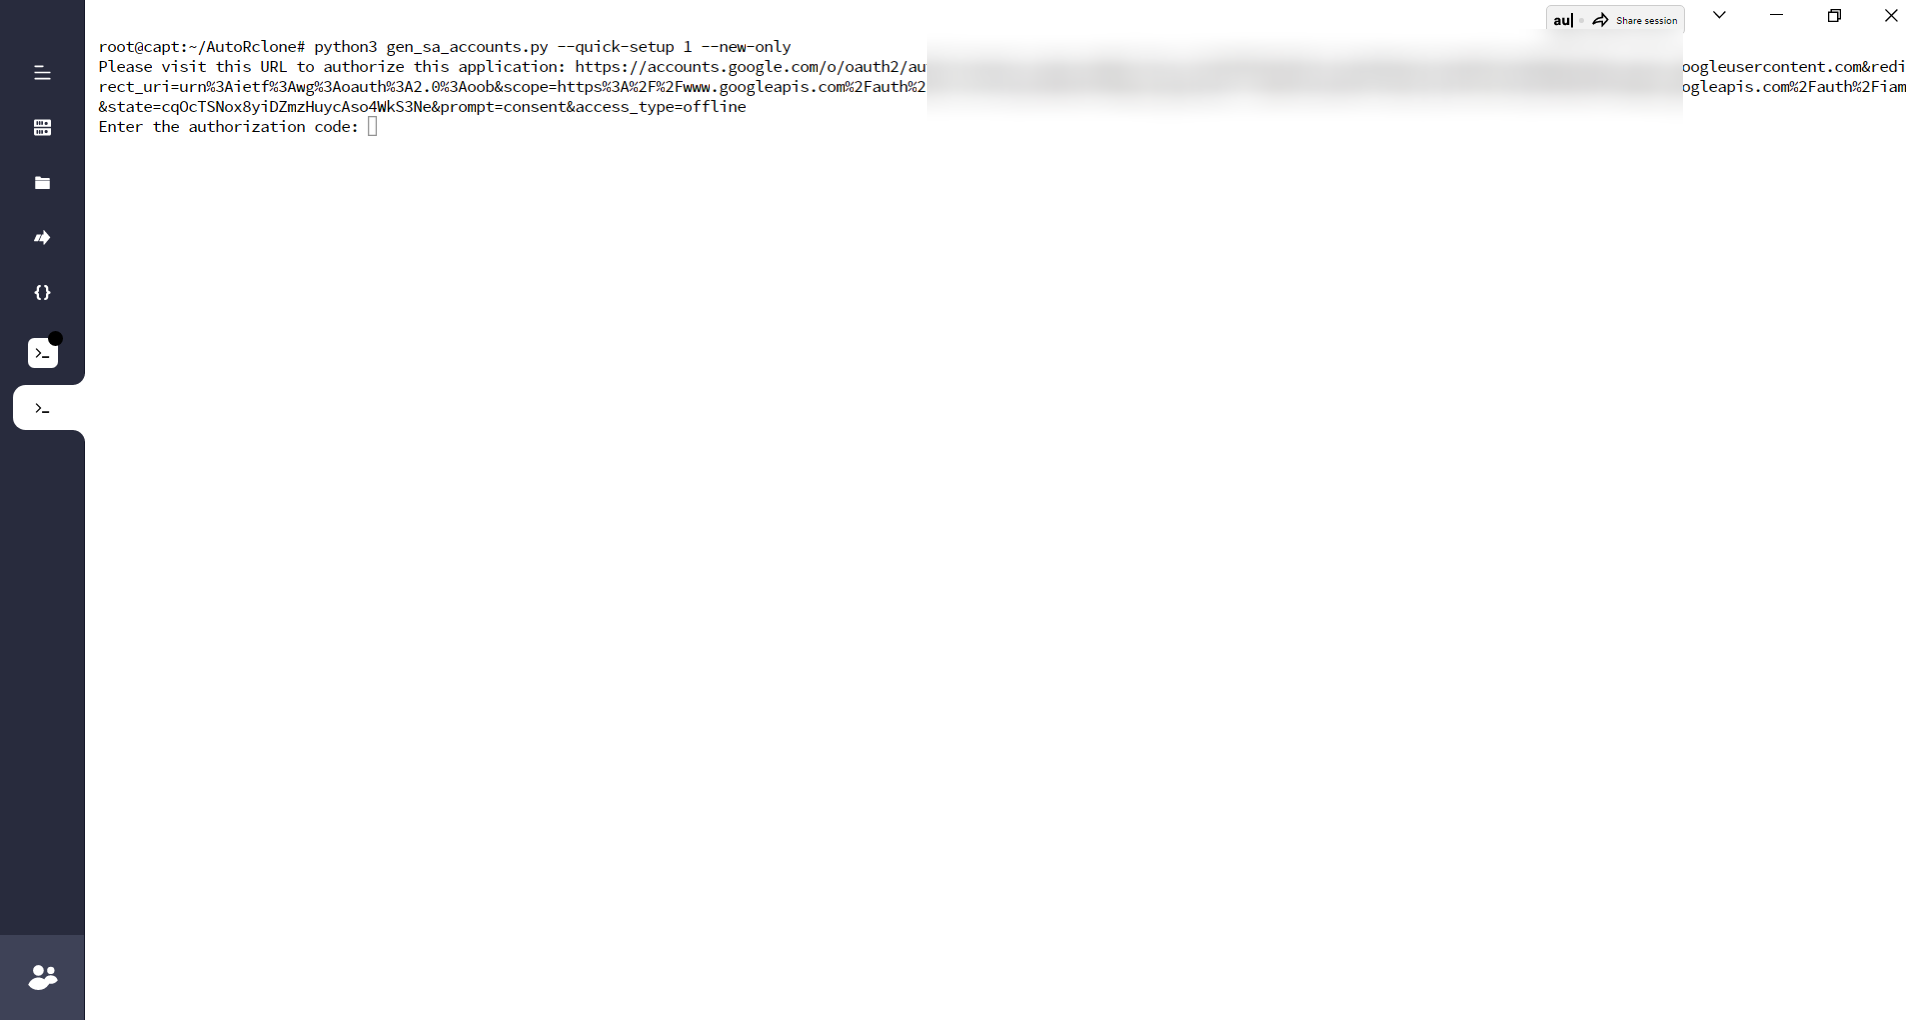 au
Share session
root@capt:~/AutoRclone# python3 gen_sa_accounts.py --quick-setup 1 --new-only
Please visit this URL to authorize this application: https://accounts.google.com/o/oauth2/au oogleusercontent.com&redi
rect_uri=urn%3Aietf%3Awg%3Aoauth%3A2.0%3Aoob&scope=https%3A%2F%2Fwww.googleapis.com%2Fauth%2 ogleapis.com%2Fauth%2Fiam
&state=cqOcTSNox8yiDZmzHuycAso4WkS3Ne&prompt=consent&access_type=offline
Enter the authorization code: